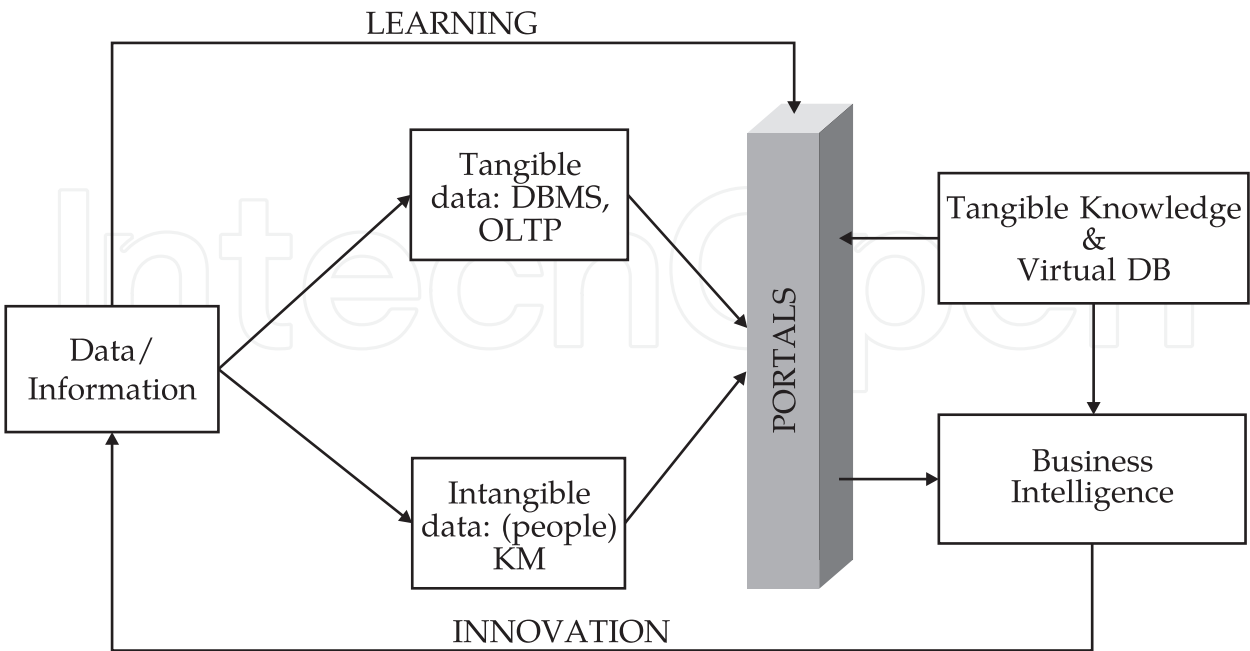 LEARNING
Tangible
data: DBMS,
OLTP
Tangible Knowledge
&
Virtual DB
IntechOpen
PORTALS
Data/
Information
Business
Intelligence
Intangible
data: (people)
KM
INNOVATION